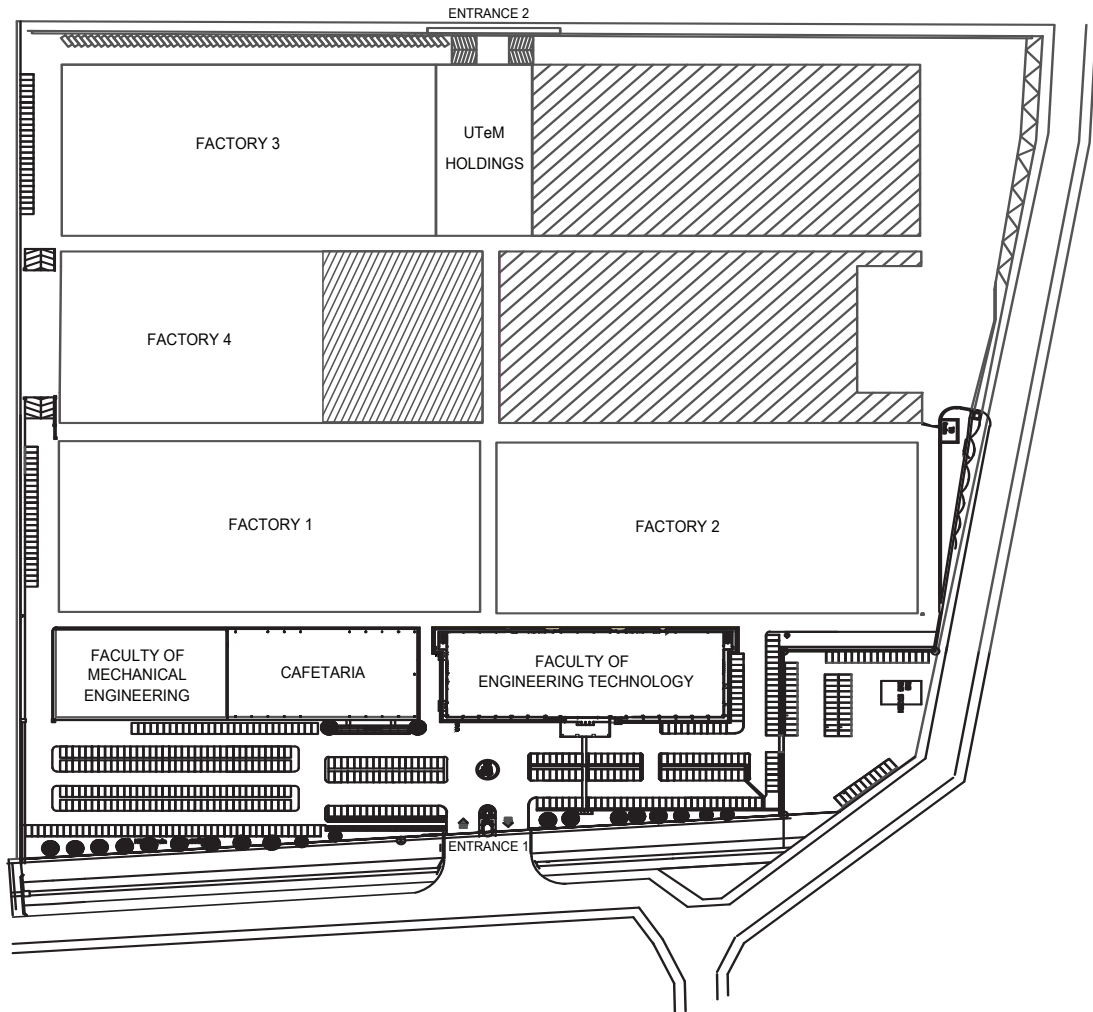 ENTRANCE 2
FACTORY 3
UTeM
HOLDINGS
FACTORY 4
FACTORY 1
FACTORY 2
FACULTY OF
MECHANICAL
ENGINEERING
CAFETARIA
FACULTY OF
ENGINEERING TECHNOLOGY
ENTRANCE 1